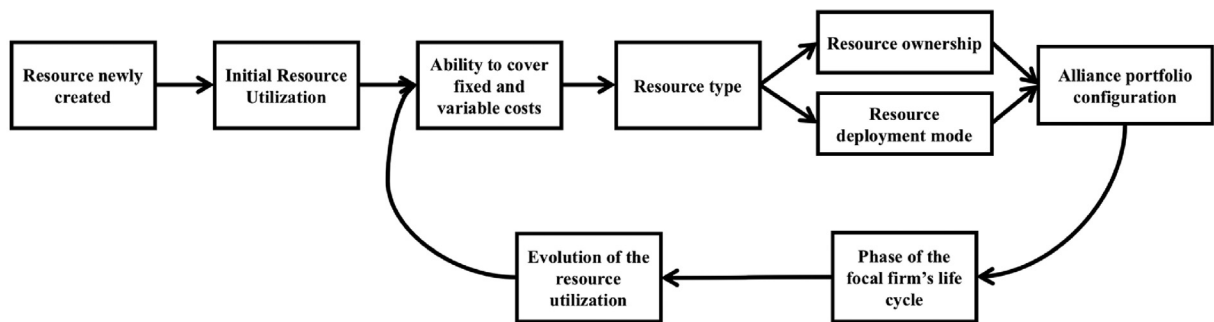 Resource newly
created
Initial Resource
Utilization
Ability to cover
fixed and
variable costs
Resource type
Resource ownership
Resource
deployment mode
Alliance portfolio
configuration
Phase of the
focal firm's life
cycle
Evolution of the
resource
utilization